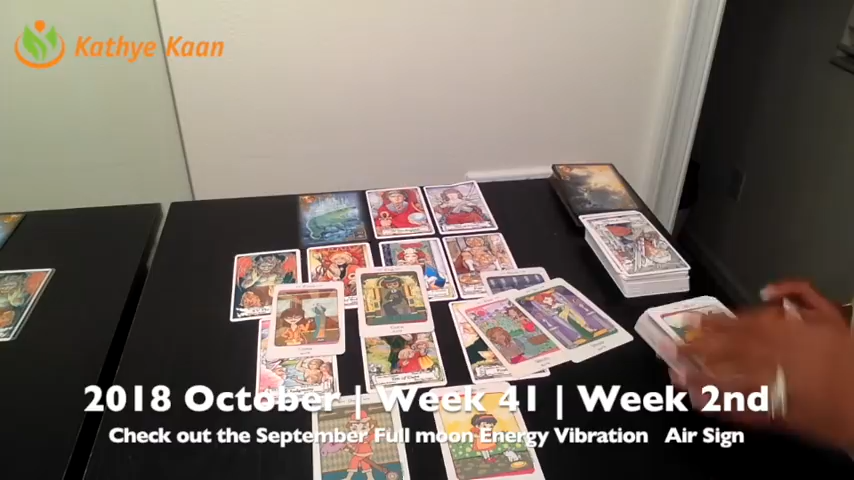 Kathye Kaan
2018 October | Week 41 | Week 2nd
Check out the September Full moon Energy Vibration Air Sign